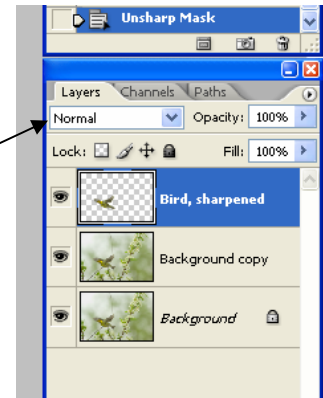 Unsharp Mask
Layers Channels Paths
Normal Opacity: 100%
Lock: Fill: 100%
Bird, sharpened
Background copy
Background